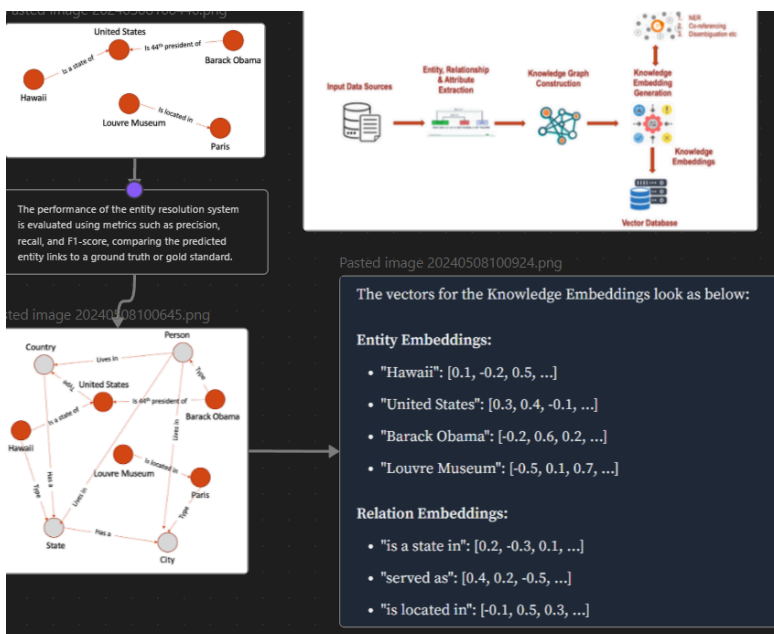 Pasted image 20240508100440.png
United States
Is 44th president of
Is a state of
Barack Obama
Hawaii
Louvre Museum
Is located in
Paris
1. NER
2. Co-referencing
3. Disambiguation etc
Input Data Sources
Entity, Relationship
& Attribute
Extraction
Knowledge Graph
Construction
Knowledge
Embedding
Generation
Knowledge
Embeddings
Vector Database
The performance of the entity resolution system
is evaluated using metrics such as precision,
recall, and F1-score, comparing the predicted
entity links to a ground truth or gold standard.
sted image 20240508100645.png
Country
Person
Lives in
Type
United States
Type
Is a state of
Is 44th president of
Barack Obama
Hawaii
Lives in
Louvre Museum
Is located in
Paris
Type
Has a
Lives in
Type
State
Has a
City
Pasted image 20240508100924.png
The vectors for the Knowledge Embeddings look as below:
Entity Embeddings:
• "Hawaii": [0.1, -0.2, 0.5, ...]
• "United States": [0.3, 0.4, -0.1, ...]
• "Barack Obama": [-0.2, 0.6, 0.2, ...]
• "Louvre Museum": [-0.5, 0.1, 0.7, ...]
Relation Embeddings:
• "is a state in": [0.2, -0.3, 0.1, ...]
• "served as": [0.4, 0.2, -0.5, ...]
• "is located in": [-0.1, 0.5, 0.3, ...]